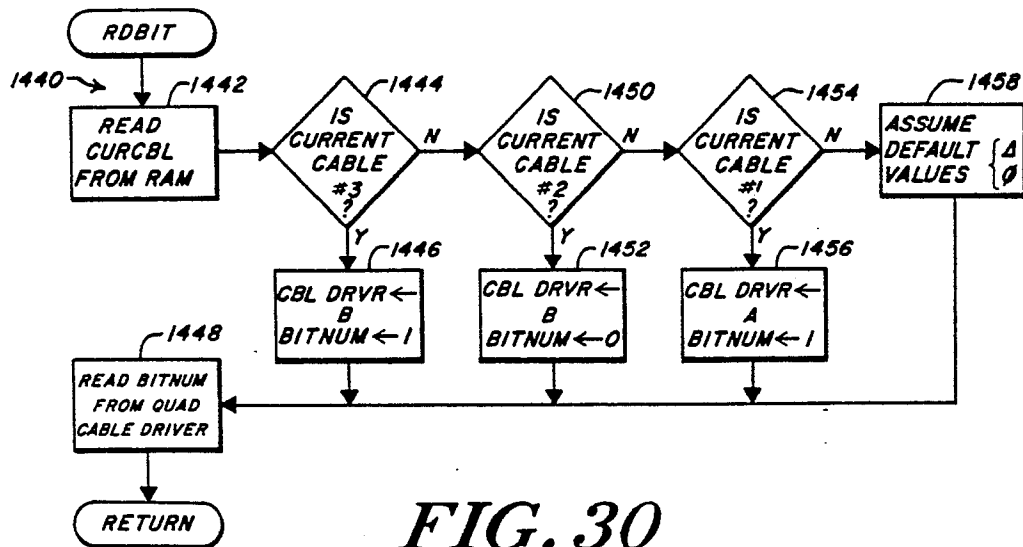 RDBIT
1440
1442
READ
CURCBL
FROM RAM
1444
IS
CURRENT
CABLE
#3
?
N
Y
1446
CBL DRVR←
B
BITNUM←1
1450
IS
CURRENT
CABLE
#2
?
N
Y
1452
CBL DRVR←
B
BITNUM←0
1454
IS
CURRENT
CABLE
#1
?
N
Y
1456
CBL DRVR←
A
BITNUM←1
1458
ASSUME
DEFAULT
VALUES { Δ
Ø
1448
READ BITNUM
FROM QUAD
CABLE DRIVER
RETURN
FIG. 30